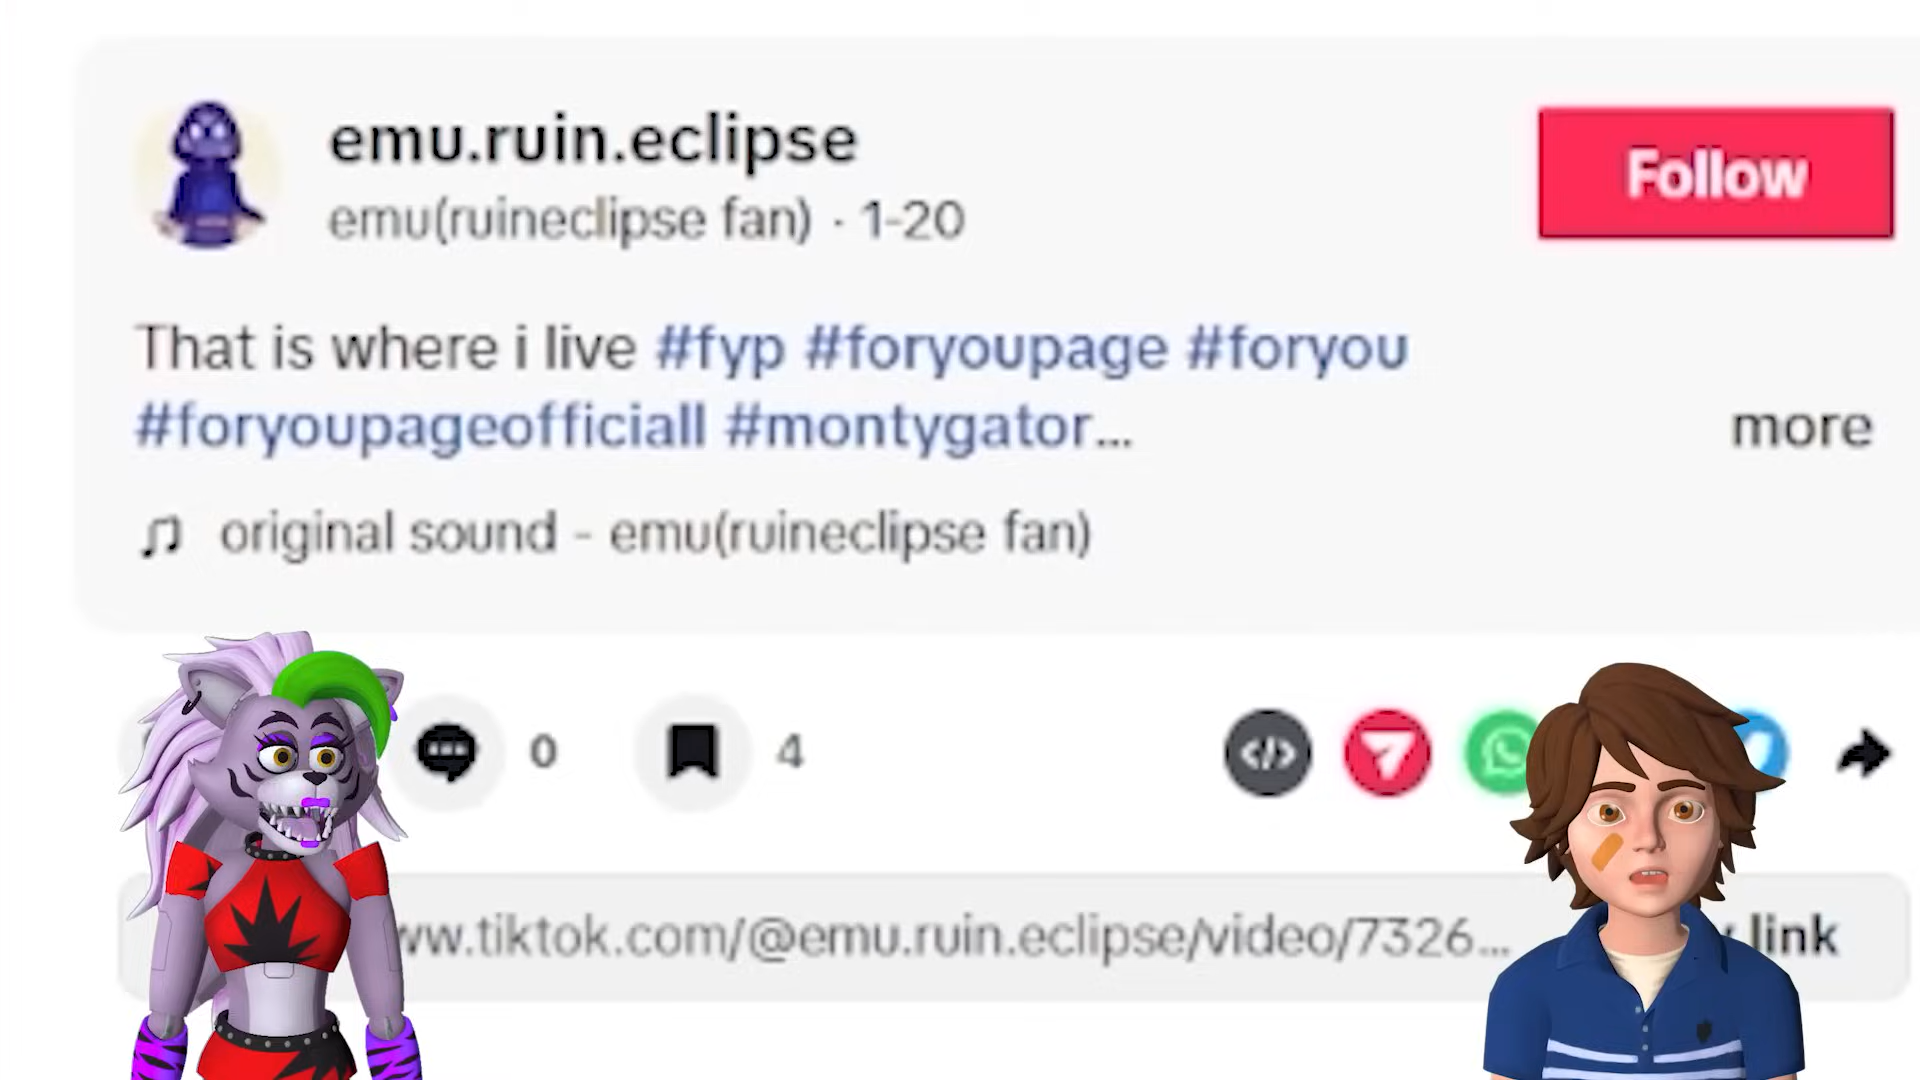 emu.ruin.eclipse
emu(ruineclipse fan) · 1-20
Follow
That is where i live #fyp #foryoupage #foryou
#foryoupageofficiall #montygator...
more
original sound - emu(ruineclipse fan)
0
4
ww.tiktok.com/@emu.ruin.eclipse/video/7326...
link